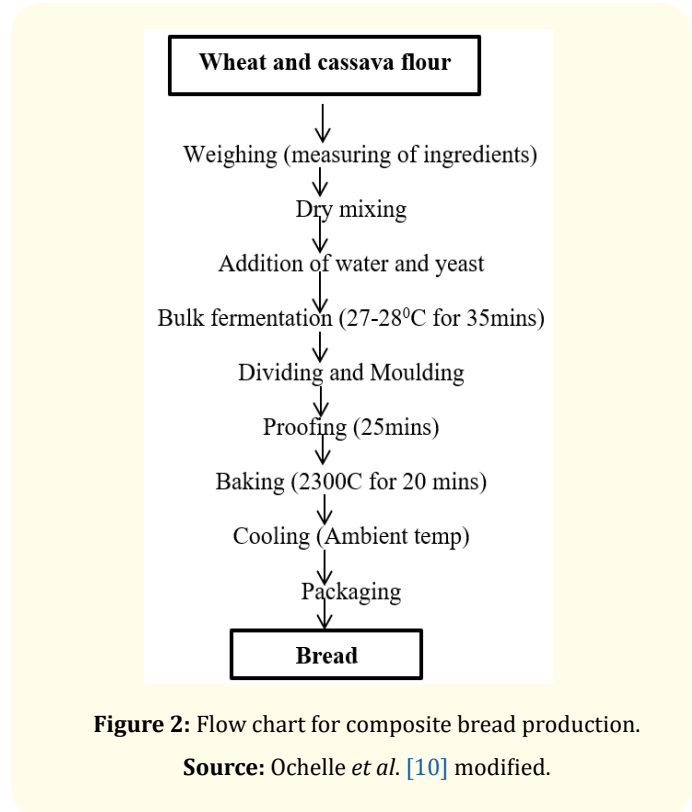 Wheat and cassava flour
Weighing (measuring of ingredients)
Dry mixing
Addition of water and yeast
Bulk fermentation (27-28⁰C for 35mins)
Dividing and Moulding
Proofing (25mins)
Baking (2300C for 20 mins)
Cooling (Ambient temp)
Packaging
Bread
Figure 2: Flow chart for composite bread production.
Source: Ochelle et al. [10] modified.